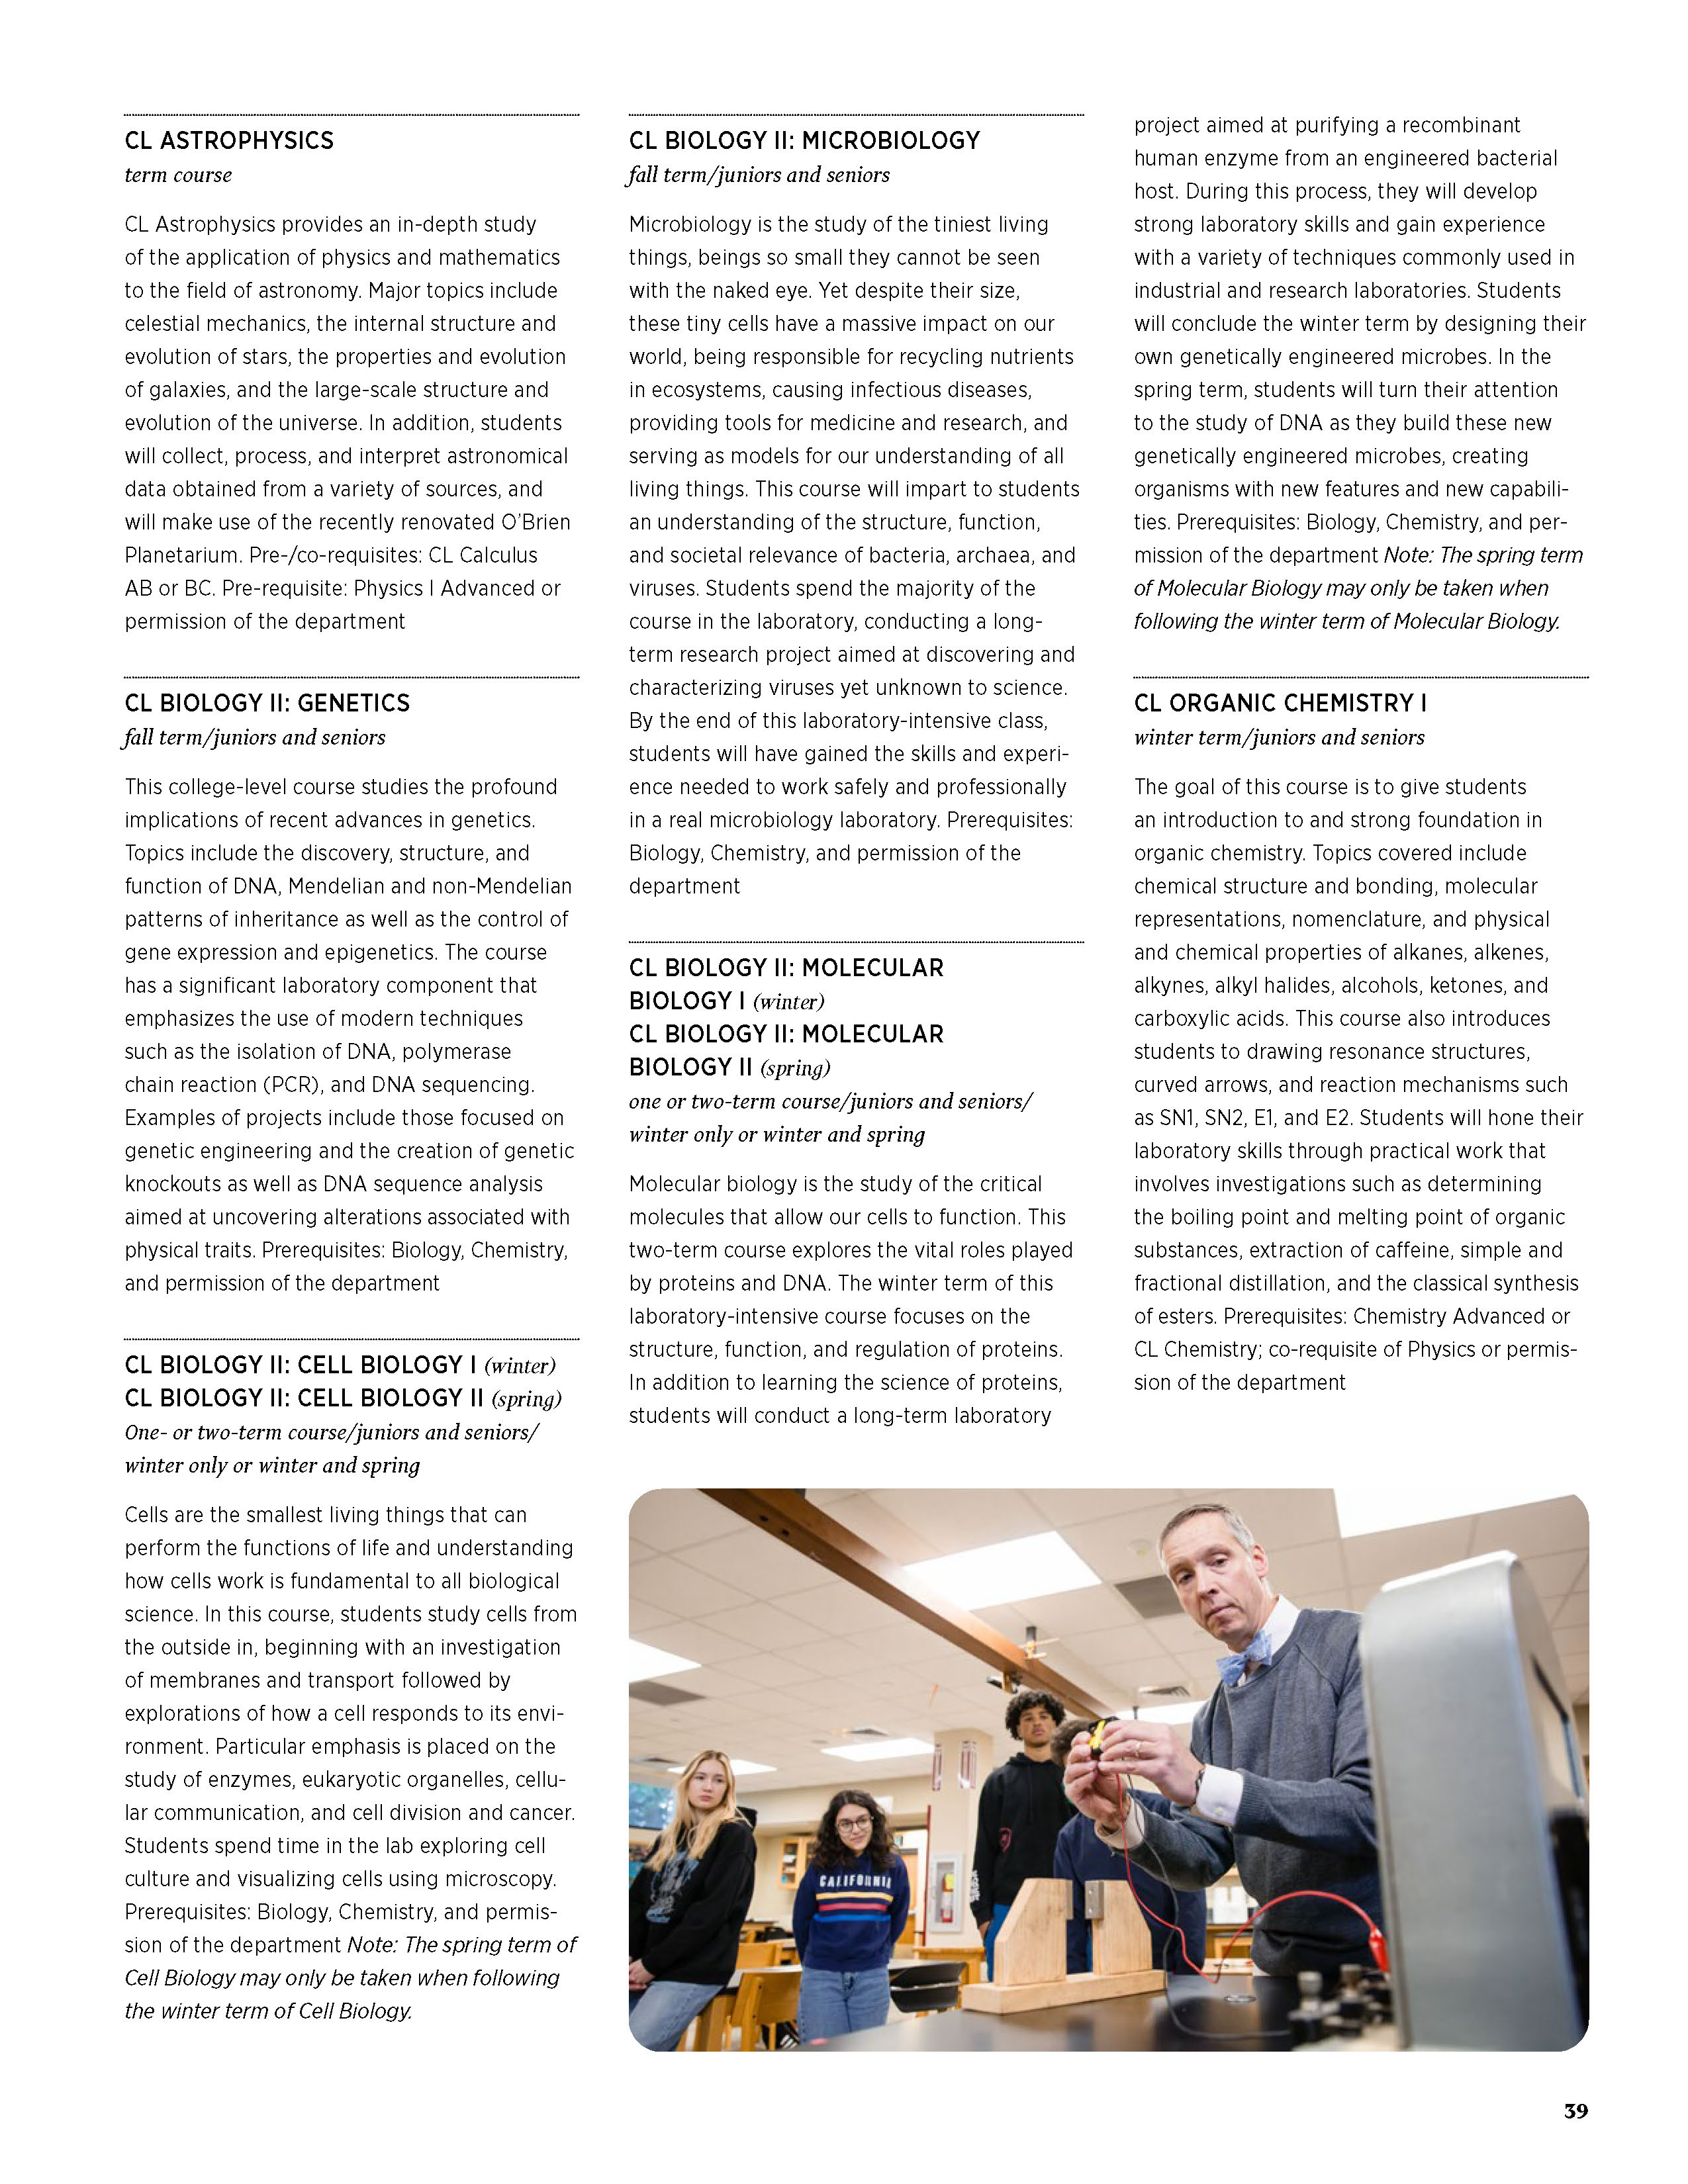 CL ASTROPHYSICS
term course
CL Astrophysics provides an in-depth study
of the application of physics and mathematics
to the field of astronomy. Major topics include
celestial mechanics, the internal structure and
evolution of stars, the properties and evolution
of galaxies, and the large-scale structure and
evolution of the universe. In addition, students
will collect, process, and interpret astronomical
data obtained from a variety of sources, and
will make use of the recently renovated O’Brien
Planetarium. Pre-/co-requisites: CL Calculus
AB or BC. Pre-requisite: Physics I Advanced or
permission of the department
CL BIOLOGY II: GENETICS
fall term/juniors and seniors
This college-level course studies the profound
implications of recent advances in genetics.
Topics include the discovery, structure, and
function of DNA, Mendelian and non-Mendelian
patterns of inheritance as well as the control of
gene expression and epigenetics. The course
has a significant laboratory component that
emphasizes the use of modern techniques
such as the isolation of DNA, polymerase
chain reaction (PCR), and DNA sequencing.
Examples of projects include those focused on
genetic engineering and the creation of genetic
knockouts as well as DNA sequence analysis
aimed at uncovering alterations associated with
physical traits. Prerequisites: Biology, Chemistry,
and permission of the department
CL BIOLOGY II: CELL BIOLOGY I (winter)
CL BIOLOGY II: CELL BIOLOGY II (spring)
One- or two-term course/juniors and seniors/
winter only or winter and spring
Cells are the smallest living things that can
perform the functions of life and understanding
how cells work is fundamental to all biological
science. In this course, students study cells from
the outside in, beginning with an investigation
of membranes and transport followed by
explorations of how a cell responds to its envi-
ronment. Particular emphasis is placed on the
study of enzymes, eukaryotic organelles, cellu-
lar communication, and cell division and cancer.
Students spend time in the lab exploring cell
culture and visualizing cells using microscopy.
Prerequisites: Biology, Chemistry, and permis-
sion of the department Note: The spring term of
Cell Biology may only be taken when following
the winter term of Cell Biology.
CL BIOLOGY II: MICROBIOLOGY
fall term/juniors and seniors
Microbiology is the study of the tiniest living
things, beings so small they cannot be seen
with the naked eye. Yet despite their size,
these tiny cells have a massive impact on our
world, being responsible for recycling nutrients
in ecosystems, causing infectious diseases,
providing tools for medicine and research, and
serving as models for our understanding of all
living things. This course will impart to students
an understanding of the structure, function,
and societal relevance of bacteria, archaea, and
viruses. Students spend the majority of the
course in the laboratory, conducting a long-
term research project aimed at discovering and
characterizing viruses yet unknown to science.
By the end of this laboratory-intensive class,
students will have gained the skills and experi-
ence needed to work safely and professionally
in a real microbiology laboratory. Prerequisites:
Biology, Chemistry, and permission of the
department
CL BIOLOGY II: MOLECULAR
BIOLOGY I (winter)
CL BIOLOGY II: MOLECULAR
BIOLOGY II (spring)
one or two-term course/juniors and seniors/
winter only or winter and spring
Molecular biology is the study of the critical
molecules that allow our cells to function. This
two-term course explores the vital roles played
by proteins and DNA. The winter term of this
laboratory-intensive course focuses on the
structure, function, and regulation of proteins.
In addition to learning the science of proteins,
students will conduct a long-term laboratory
project aimed at purifying a recombinant
human enzyme from an engineered bacterial
host. During this process, they will develop
strong laboratory skills and gain experience
with a variety of techniques commonly used in
industrial and research laboratories. Students
will conclude the winter term by designing their
own genetically engineered microbes. In the
spring term, students will turn their attention
to the study of DNA as they build these new
genetically engineered microbes, creating
organisms with new features and new capabili-
ties. Prerequisites: Biology, Chemistry, and per-
mission of the department Note: The spring term
of Molecular Biology may only be taken when
following the winter term of Molecular Biology.
CL ORGANIC CHEMISTRY I
winter term/juniors and seniors
The goal of this course is to give students
an introduction to and strong foundation in
organic chemistry. Topics covered include
chemical structure and bonding, molecular
representations, nomenclature, and physical
and chemical properties of alkanes, alkenes,
alkynes, alkyl halides, alcohols, ketones, and
carboxylic acids. This course also introduces
students to drawing resonance structures,
curved arrows, and reaction mechanisms such
as SN1, SN2, E1, and E2. Students will hone their
laboratory skills through practical work that
involves investigations such as determining
the boiling point and melting point of organic
substances, extraction of caffeine, simple and
fractional distillation, and the classical synthesis
of esters. Prerequisites: Chemistry Advanced or
CL Chemistry; co-requisite of Physics or permis-
sion of the department
CALIFORNIA
39